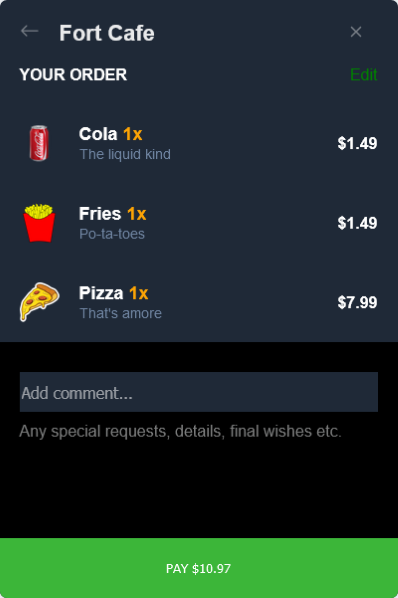 Fort Cafe
YOUR ORDER Edit
Cola 1x
The liquid kind
$1.49
Fries 1x
Po-ta-toes
$1.49
Pizza 1x
That's amore
$7.99
Add comment...
Any special requests, details, final wishes etc.
PAY $10.97